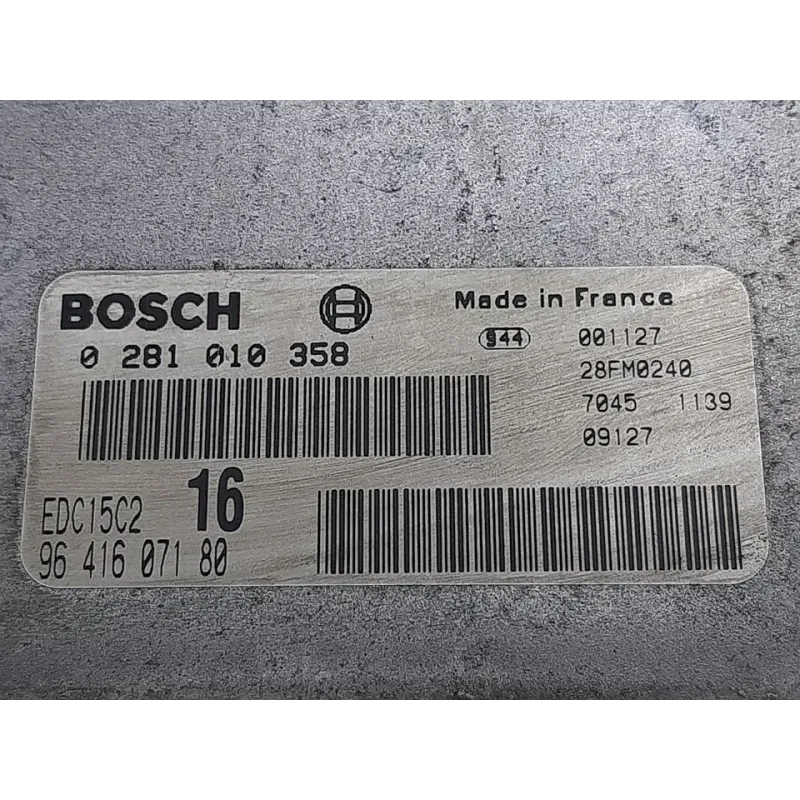 BOSCH
0 281 010 358
Made in France
944 001127
28FM0240
7045 1139
09127
EDC15C2 16
96 416 071 80